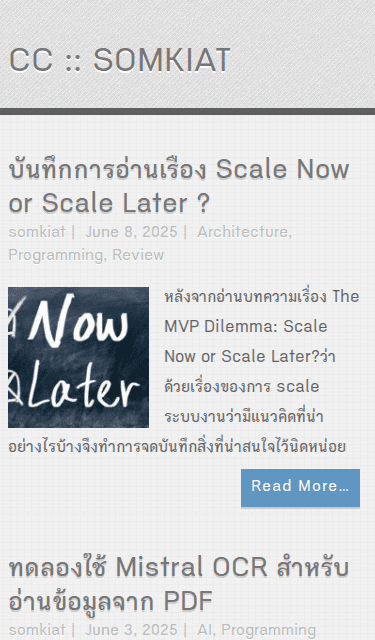 CC :: SOMKIAT
บันทึกการอ่านเรื่อง Scale Now
or Scale Later ?
somkiat | June 8, 2025 | Architecture,
Programming, Review
Now
Later
หลังจากอ่านบทความเรื่อง The
MVP Dilemma: Scale
Now or Scale Later?ว่า
ด้วยเรื่องของการ scale
ระบบงานว่ามีแนวคิดที่น่า
อย่างไรบ้างจึงทำการจดบันทึกสิ่งที่น่าสนใจไว้นิดหน่อย
Read More…
ทดลองใช้ Mistral OCR สำหรับ
อ่านข้อมูลจาก PDF
somkiat | June 3, 2025 | AI, Programming